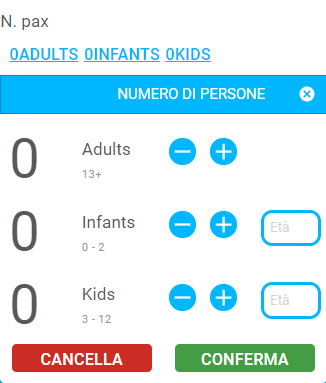 N. pax
0ADULTS 0INFANTS 0KIDS
NUMERO DI PERSONE
0 Adults
13+
0 Infants Età
0 - 2
0 Kids Età
3 - 12
CANCELLA CONFERMA